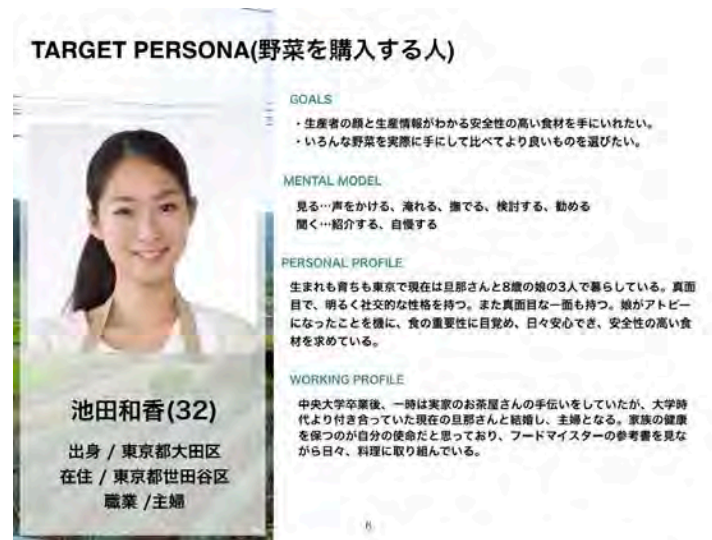 TARGET PERSONA(野菜を購入する人)
GOALS
・生産者の顔と生産情報がわかる安全性の高い食材を手にいれたい。
・いろんな野菜を実際に手にして比べてより良いものを選びたい。
MENTAL MODEL
見る…声をかける、淹れる、撫でる、検討する、勧める
聞く…紹介する、自慢する
PERSONAL PROFILE
生まれも育ちも東京で現在は旦那さんと8歳の娘の3人で暮らしている。真面
目で、明るく社交的な性格を持つ。また真面目な一面も持つ。娘がアトピー
になったことを機に、食の重要性に目覚め、日々安心でき、安全性の高い食
材を求めている。
WORKING PROFILE
中央大学卒業後、一時は実家のお茶屋さんの手伝いをしていたが、大学時
代より付き合っていた現在の旦那さんと結婚し、主婦となる。家族の健康
を保つのが自分の使命だと思っており、フードマイスターの参考書を見な
がら日々、料理に取り組んでいる。
池田和香(32)
出身 / 東京都大田区
在住 / 東京都世田谷区
職業 /主婦